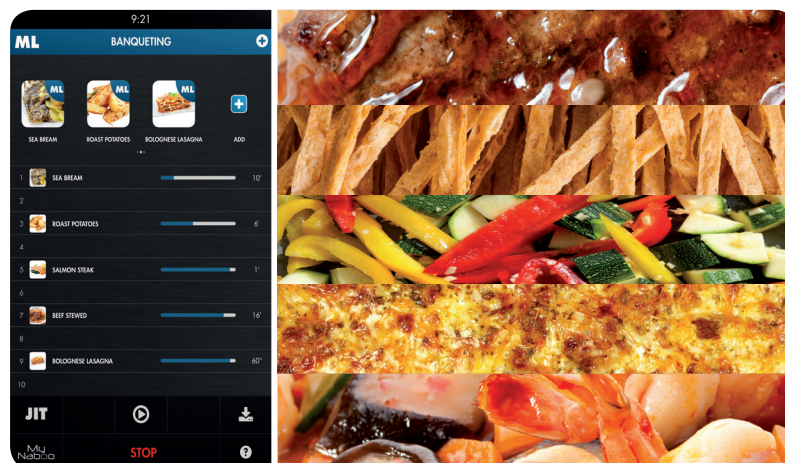 9:21
ML BANQUETING
ML ML ML
SEA BREAM ROAST POTATOES BOLOGNESE LASAGNA ADD
1 SEA BREAM 10'
2
3 ROAST POTATOES 6'
4
5 SALMON STEAK 1'
6
7 BEEF STEWED 16'
8
9 BOLOGNESE LASAGNA 60"
10
JIT
My
Naboo STOP ?